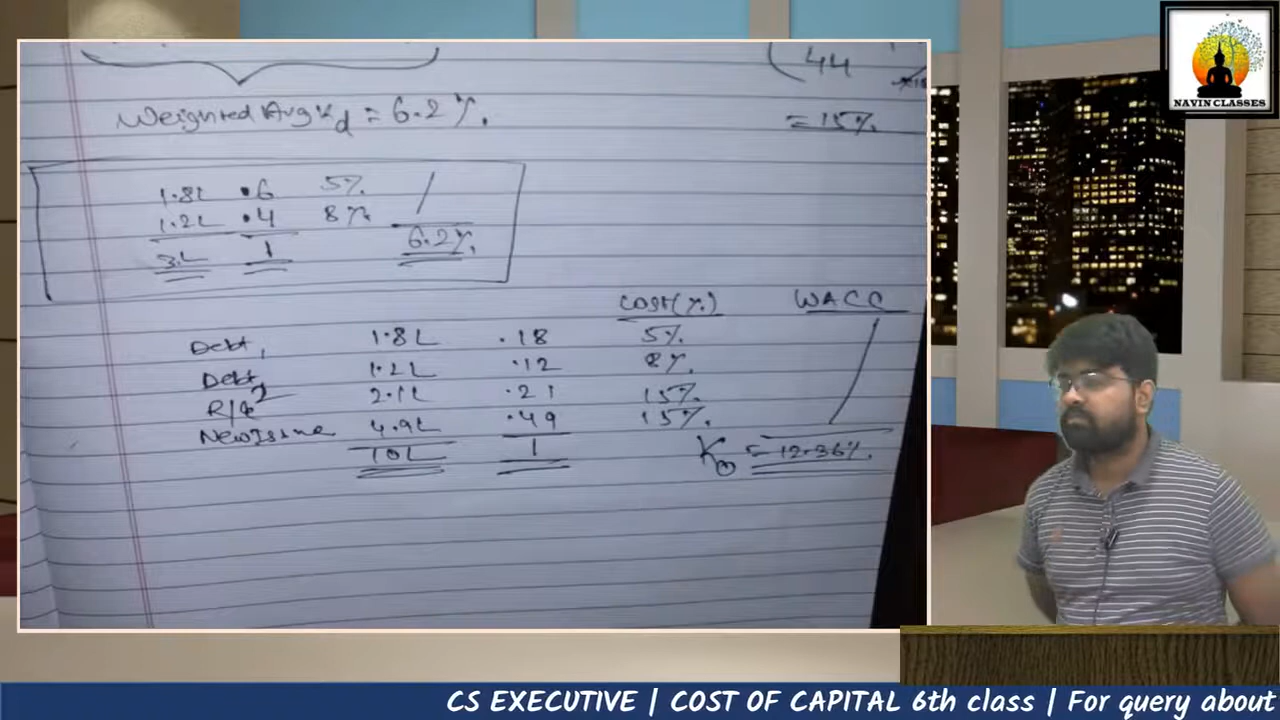 44
Weighted Avg Kd = 6.2%.
= 15%
1.8L .6 5%
1.2L .4 8%
3L 1 6.2%
Cost(%) WACC
Debt1 1.8L .18 5%
Debt2 1.2L .12 8%
R/E 2.1L .21 15%
New Issue 4.9L .49 15%
10L 1 Ko = 12.36%
NAVIN CLASSES
CS EXECUTIVE | COST OF CAPITAL 6th class | For query about